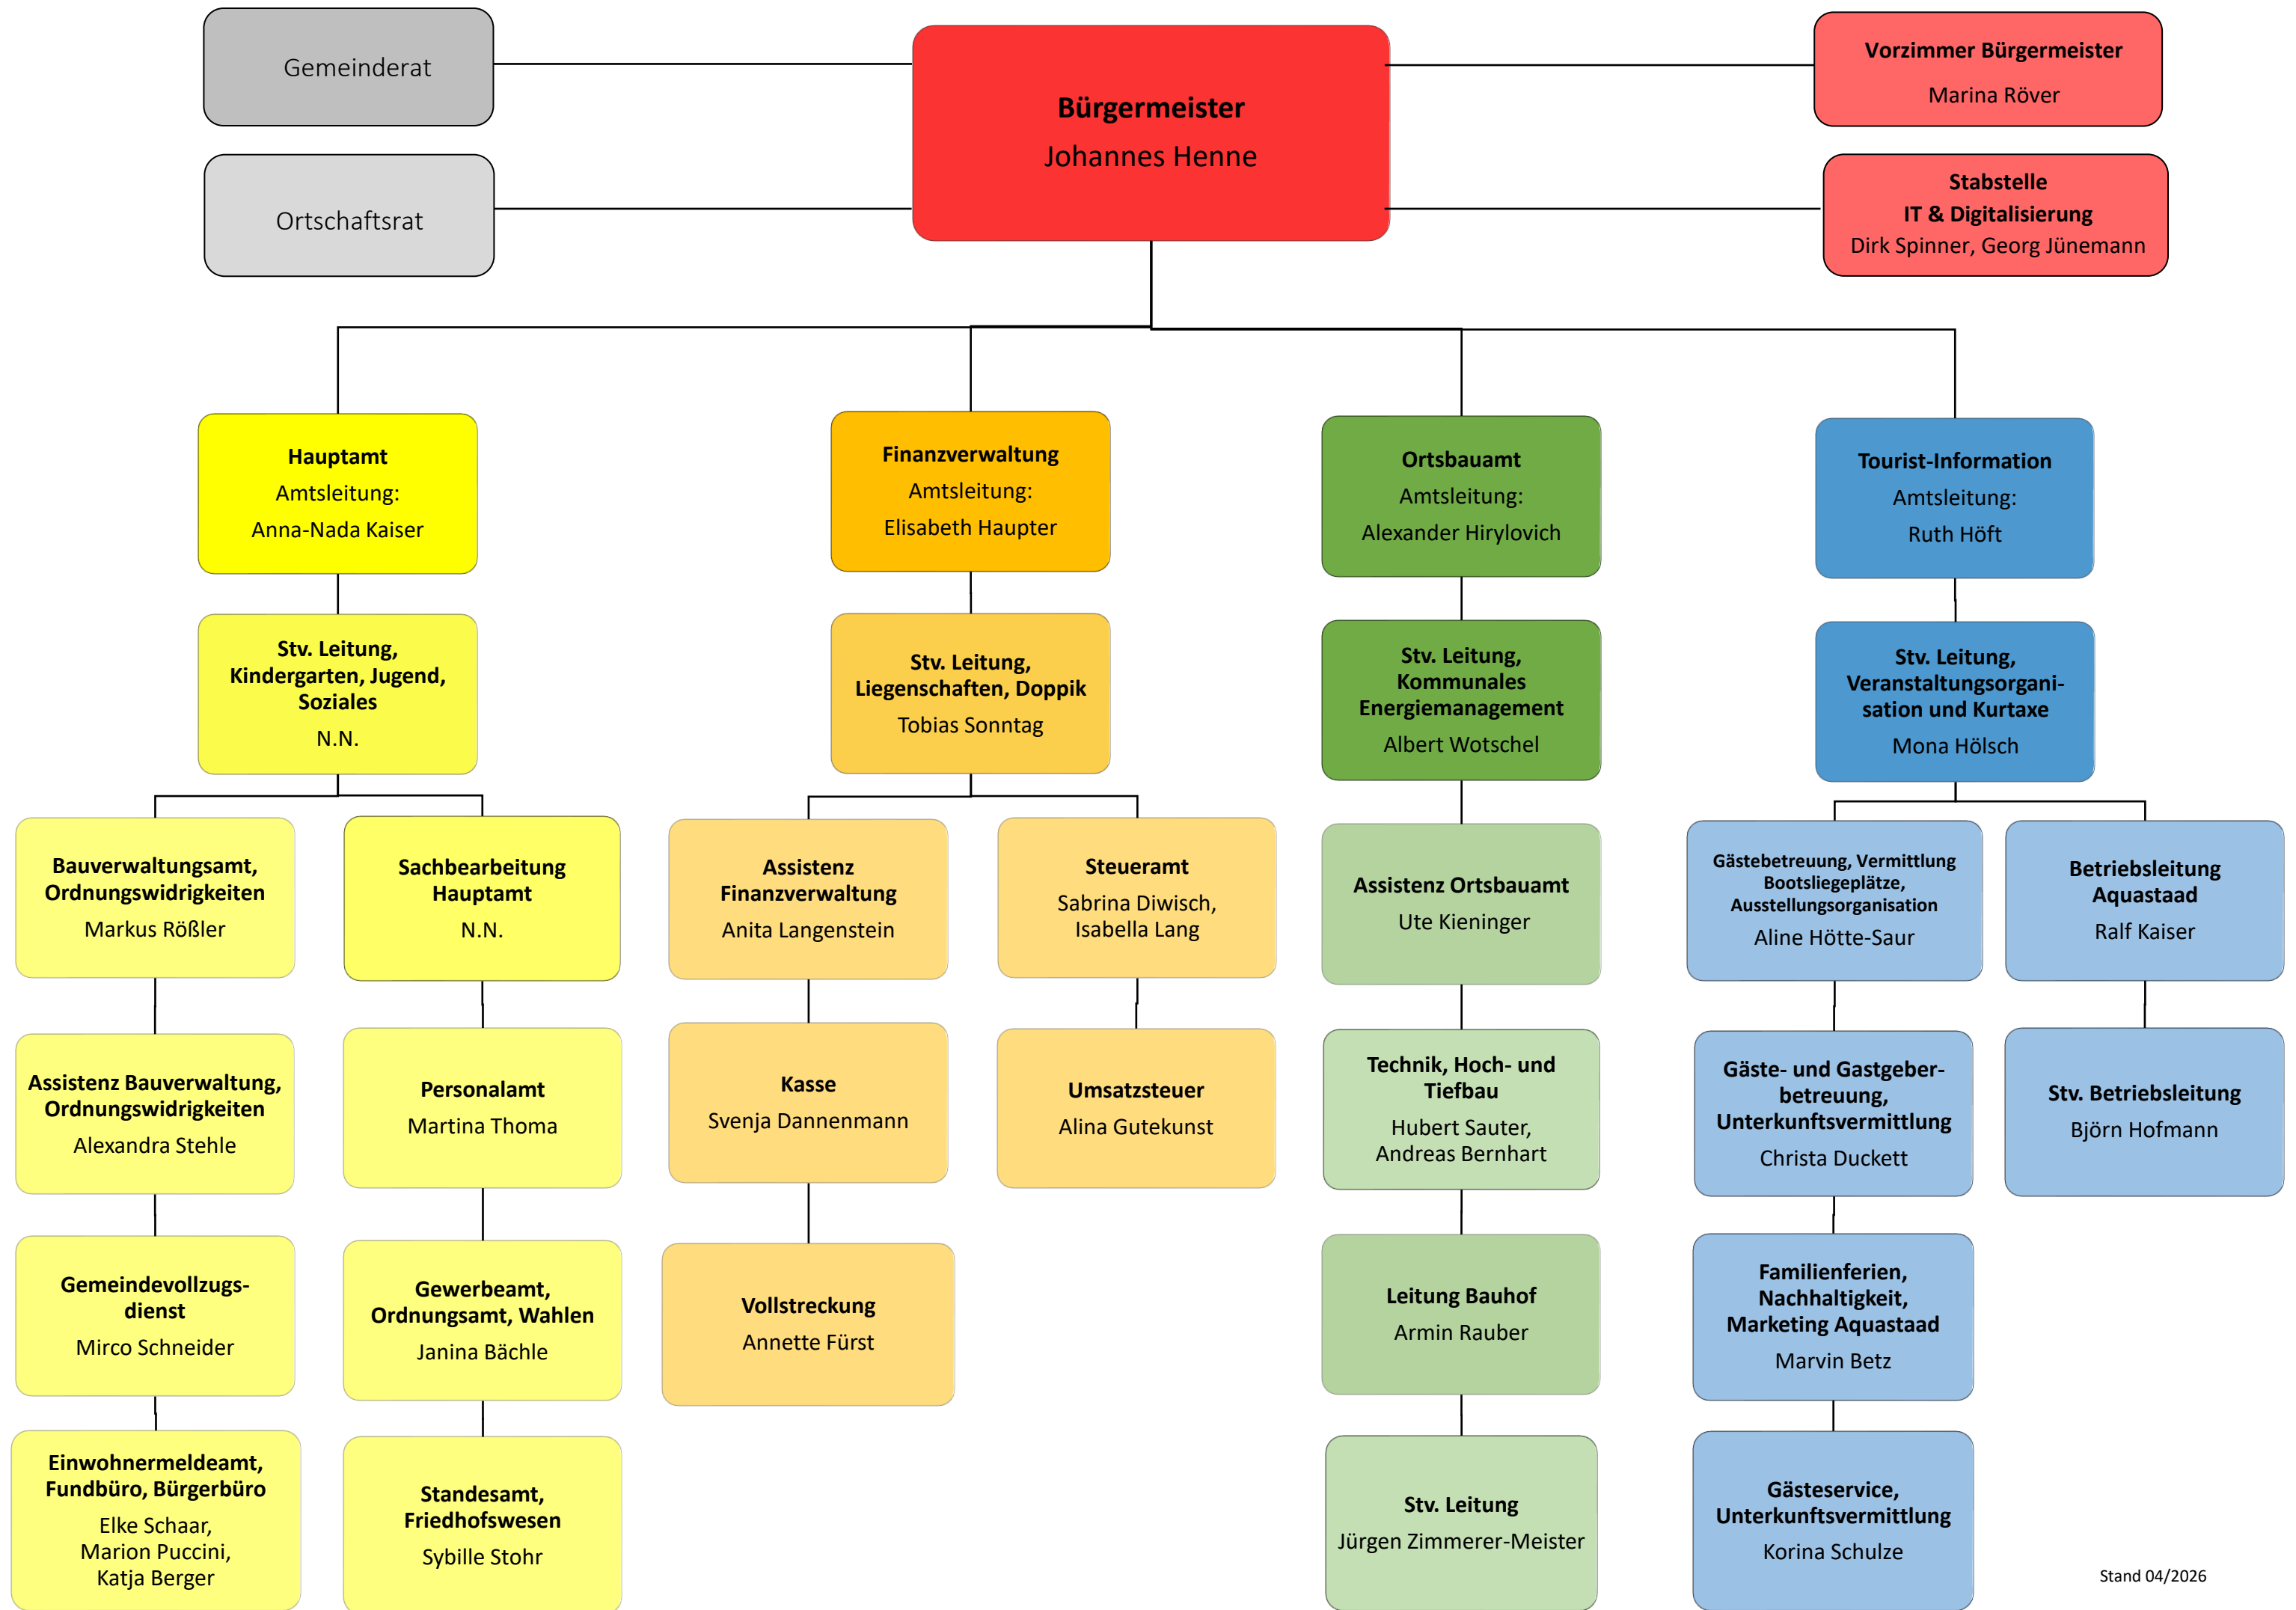 Gemeinderat
Ortschaftsrat
Bürgermeister
Johannes Henne
Vorzimmer Bürgermeister
Marina Röver
Stabstelle
IT & Digitalisierung
Dirk Spinner, Georg Jünemann
Hauptamt
Amtsleitung:
Anna-Nada Kaiser
Finanzverwaltung
Amtsleitung:
Elisabeth Haupter
Ortsbauamt
Amtsleitung:
Alexander Hirylovich
Tourist-Information
Amtsleitung:
Ruth Höft
Stv. Leitung,
Kindergarten, Jugend,
Soziales
N.N.
Stv. Leitung,
Liegenschaften, Doppik
Tobias Sonntag
Stv. Leitung,
Kommunales
Energiemanagement
Albert Wotschel
Stv. Leitung,
Veranstaltungsorgani-
sation und Kurtaxe
Mona Hölsch
Bauverwaltungsamt,
Ordnungswidrigkeiten
Markus Rößler
Sachbearbeitung
Hauptamt
N.N.
Assistenz
Finanzverwaltung
Anita Langenstein
Steueramt
Sabrina Diwisch,
Isabella Lang
Assistenz Ortsbauamt
Ute Kieninger
Gästebetreuung, Vermittlung
Bootsliegeplätze,
Ausstellungsorganisation
Aline Hötte-Saur
Betriebsleitung
Aquastaad
Ralf Kaiser
Assistenz Bauverwaltung,
Ordnungswidrigkeiten
Alexandra Stehle
Personalamt
Martina Thoma
Kasse
Svenja Dannenmann
Umsatzsteuer
Alina Gutekunst
Technik, Hoch- und
Tiefbau
Hubert Sauter,
Andreas Bernhart
Gäste- und Gastgeber-
betreuung,
Unterkunftsvermittlung
Christa Duckett
Stv. Betriebsleitung
Björn Hofmann
Gemeindevollzugs-
dienst
Mirco Schneider
Gewerbeamt,
Ordnungsamt, Wahlen
Janina Bächle
Vollstreckung
Annette Fürst
Leitung Bauhof
Armin Rauber
Familienferien,
Nachhaltigkeit,
Marketing Aquastaad
Marvin Betz
Einwohnermeldeamt,
Fundbüro, Bürgerbüro
Elke Schaar,
Marion Puccini,
Katja Berger
Standesamt,
Friedhofswesen
Sybille Stohr
Stv. Leitung
Jürgen Zimmerer-Meister
Gästeservice,
Unterkunftsvermittlung
Korina Schulze
Stand 04/2026